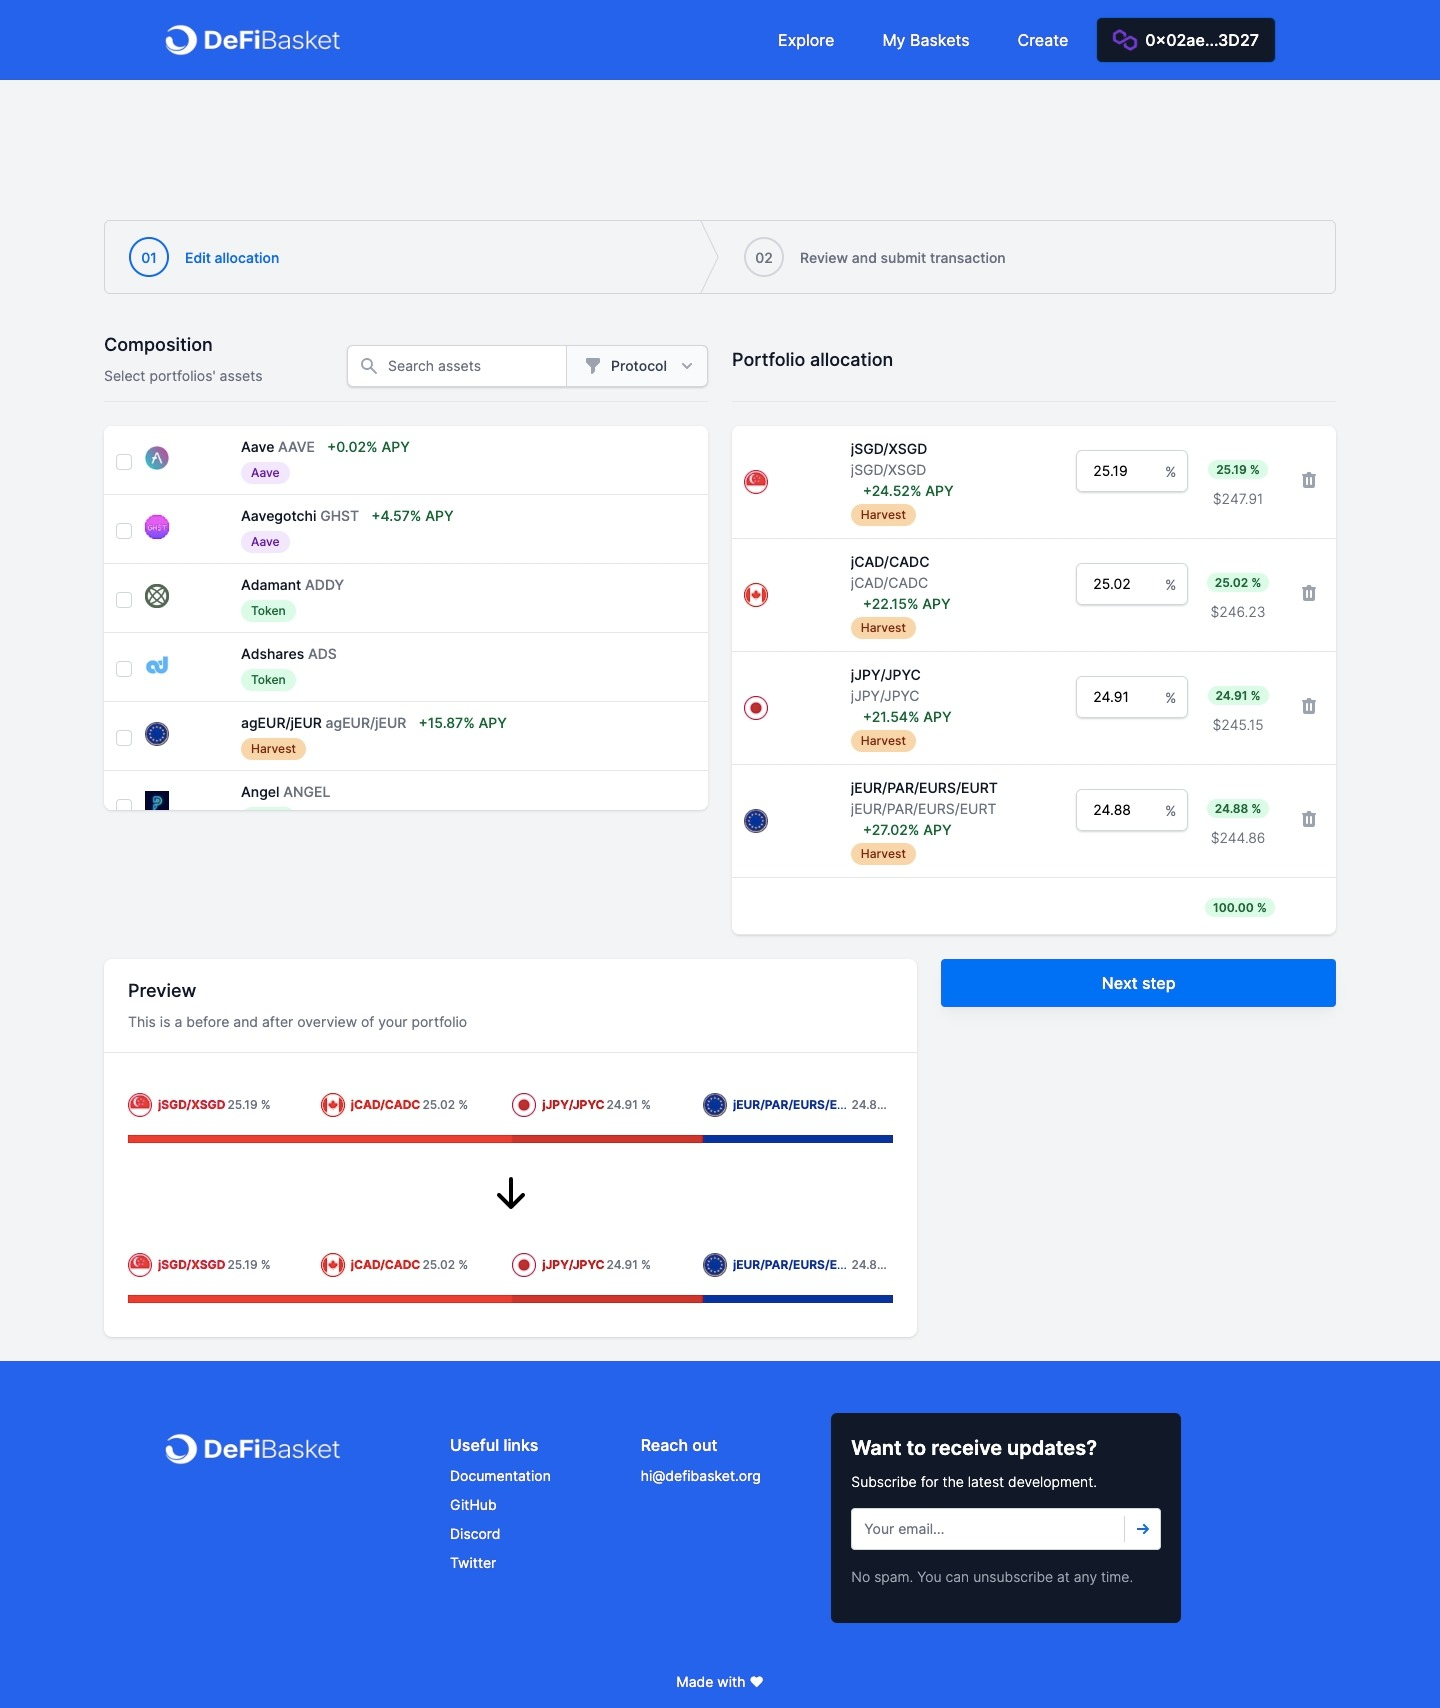 DeFiBasket
Explore
My Baskets
Create
0×02ae...3D27
01
Edit allocation
02
Review and submit transaction
Composition
Select portfolios' assets
Search assets
Protocol
Aave AAVE +0.02% APY
Aave
Aavegotchi GHST +4.57% APY
Aave
GHST
Adamant ADDY
Token
Adshares ADS
Token
agEUR/jEUR agEUR/jEUR +15.87% APY
Harvest
Angel ANGEL
Portfolio allocation
jSGD/XSGD
jSGD/XSGD
+24.52% APY
Harvest
25.19 %
25.19 %
$247.91
jCAD/CADC
jCAD/CADC
+22.15% APY
Harvest
25.02 %
25.02 %
$246.23
jJPY/JPYC
jJPY/JPYC
+21.54% APY
Harvest
24.91 %
24.91 %
$245.15
jEUR/PAR/EURS/EURT
jEUR/PAR/EURS/EURT
+27.02% APY
Harvest
24.88 %
24.88 %
$244.86
100.00 %
Preview
This is a before and after overview of your portfolio
jSGD/XSGD 25.19 %
jCAD/CADC 25.02 %
jJPY/JPYC 24.91 %
jEUR/PAR/EURS/E... 24.8...
jSGD/XSGD 25.19 %
jCAD/CADC 25.02 %
jJPY/JPYC 24.91 %
jEUR/PAR/EURS/E... 24.8...
Next step
DeFiBasket
Useful links
Documentation
GitHub
Discord
Twitter
Reach out
hi@defibasket.org
Want to receive updates?
Subscribe for the latest development.
Your email...
No spam. You can unsubscribe at any time.
Made with